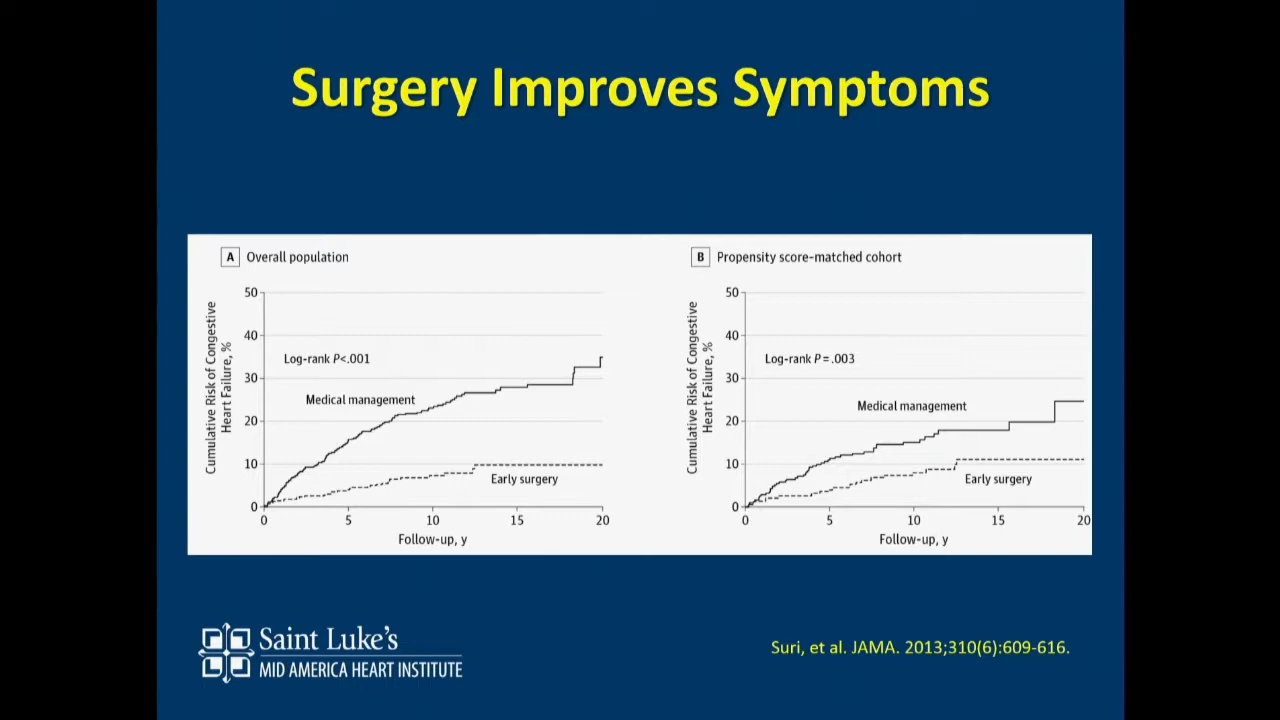 Surgery Improves Symptoms
A Overall population
Cumulative Risk of Congestive
Heart Failure, %
50
40
30
20
10
0
Log-rank P<.001
Medical management
Early surgery
0 5 10 15 20
Follow-up, y
B Propensity score-matched cohort
Cumulative Risk of Congestive
Heart Failure, %
50
40
30
20
10
0
Log-rank P=.003
Medical management
Early surgery
0 5 10 15 20
Follow-up, y
Saint Luke's
MID AMERICA HEART INSTITUTE
Suri, et al. JAMA. 2013;310(6):609-616.